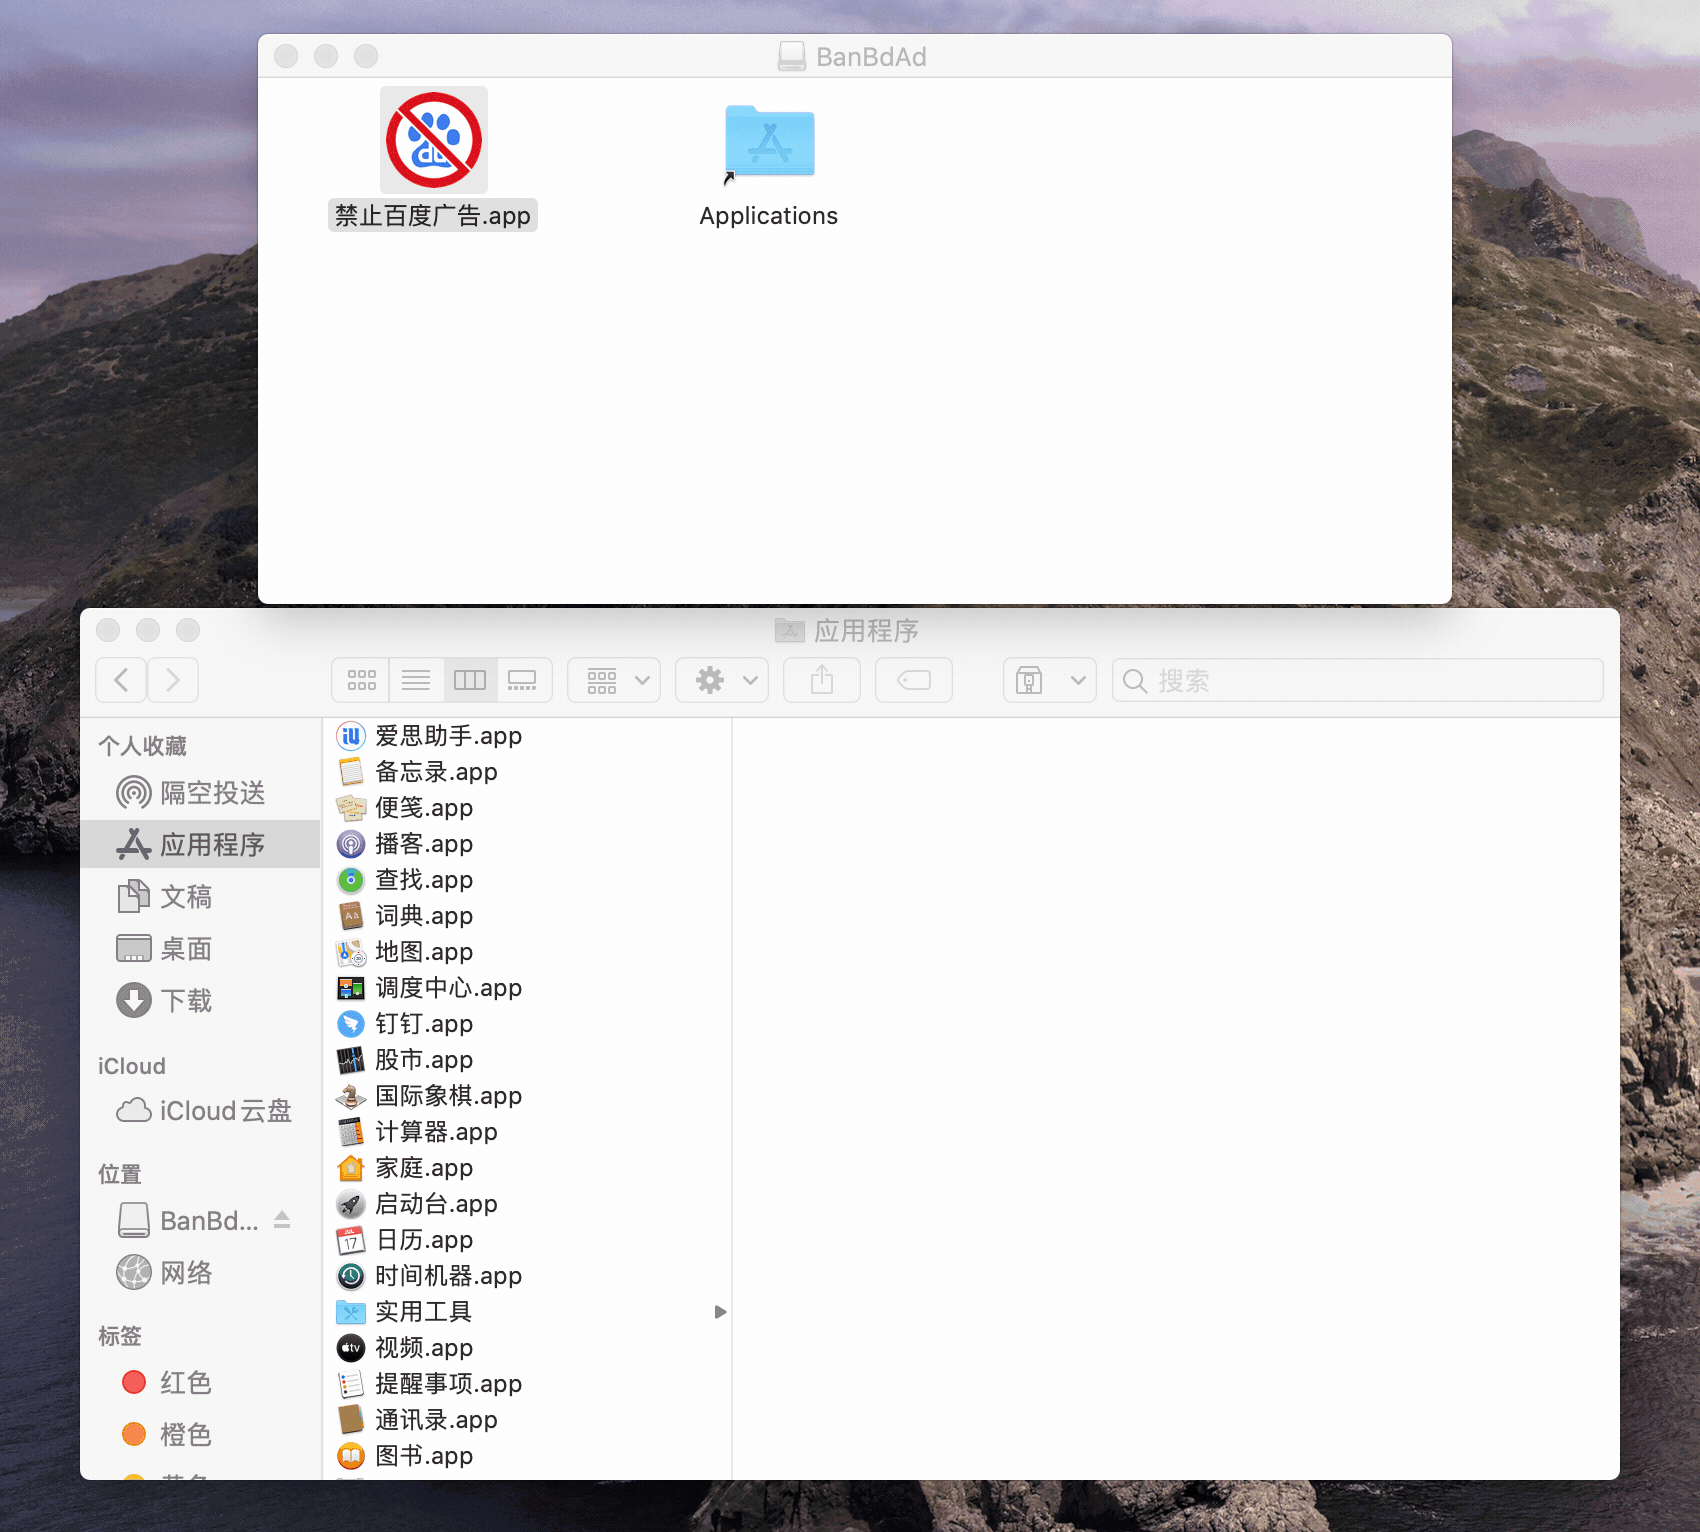 BanBdAd
禁止百度广告.app
Applications
应用程序
搜索
个人收藏
隔空投送
应用程序
文稿
桌面
下载
iCloud
iCloud云盘
位置
BanBd...
网络
标签
红色
橙色
爱思助手.app
备忘录.app
便笺.app
播客.app
查找.app
词典.app
地图.app
调度中心.app
钉钉.app
股市.app
国际象棋.app
计算器.app
家庭.app
启动台.app
日历.app
时间机器.app
实用工具
视频.app
提醒事项.app
通讯录.app
图书.app